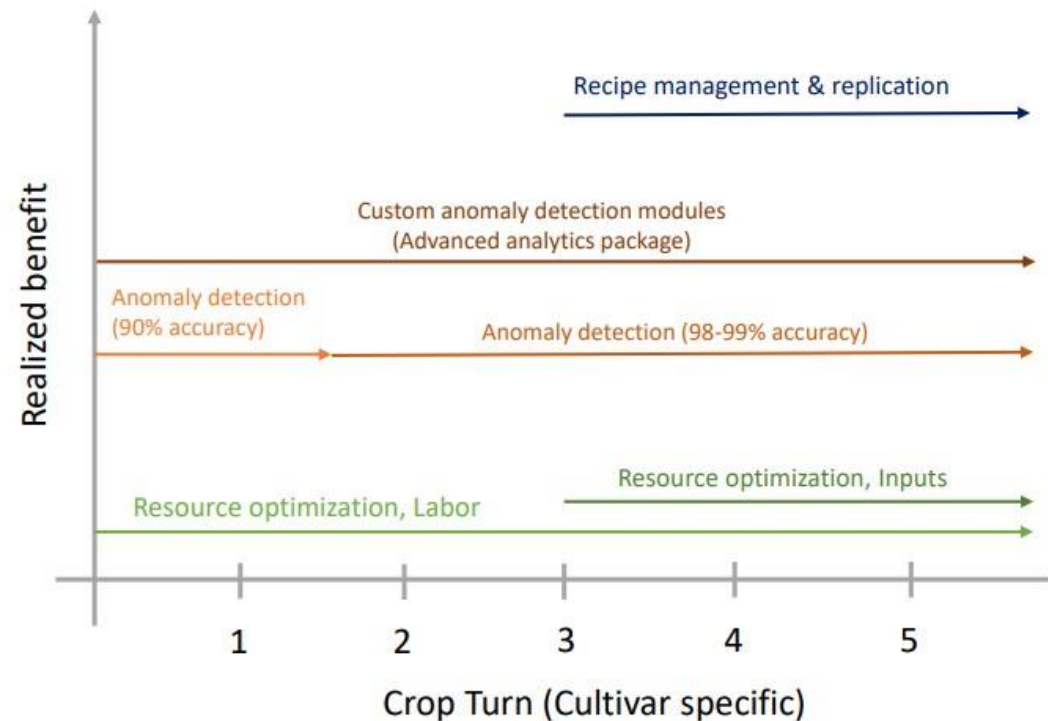 Recipe management & replication
Custom anomaly detection modules
(Advanced analytics package)
Anomaly detection
(90% accuracy)
Anomaly detection (98-99% accuracy)
Resource optimization, Inputs
Resource optimization, Labor
Realized benefit
1 2 3 4 5
Crop Turn (Cultivar specific)